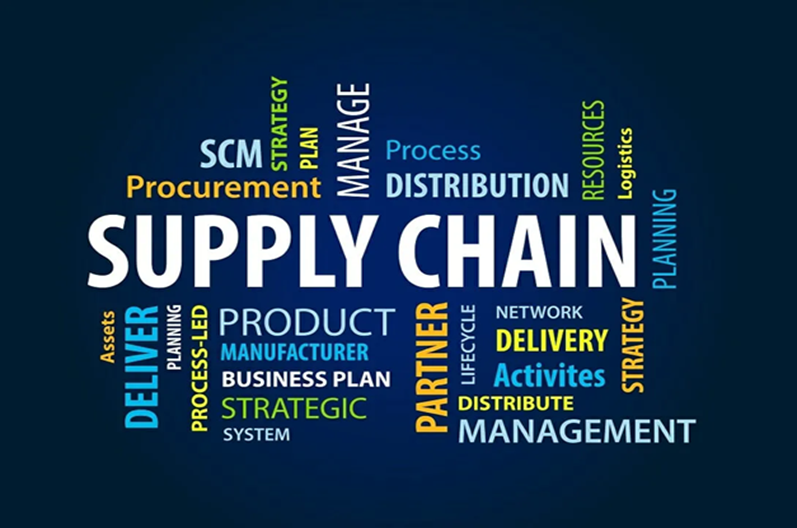 STRATEGY
PLAN
MANAGE
SCM
Process
RESOURCES
Logistics
Procurement
DISTRIBUTION
SUPPLY CHAIN
PLANNING
Assets
DELIVER
PLANNING
PROCESS-LED
PRODUCT
MANUFACTURER
BUSINESS PLAN
STRATEGIC
SYSTEM
PARTNER
LIFECYCLE
NETWORK
DELIVERY
Activites
STRATEGY
DISTRIBUTE
MANAGEMENT